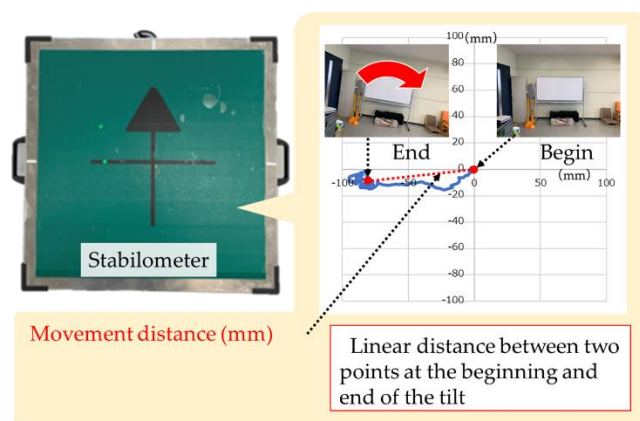 Stabilometer
100 (mm)
80
60
40
20
0
-20
-40
-60
-80
-100
-100
-50
0
50
100
(mm)
End
Begin
Movement distance (mm)
Linear distance between two
points at the beginning and
end of the tilt